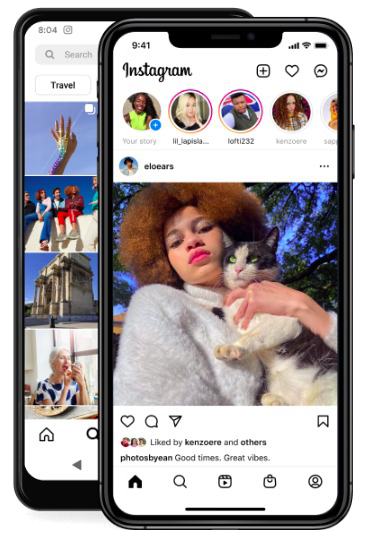 8:04
Search
Travel
9:41
Instagram
Your story
lil_lapisla...
lofti232
kenzoere
eloears
Liked by kenzoere and others
photosbyean Good times. Great vibes.